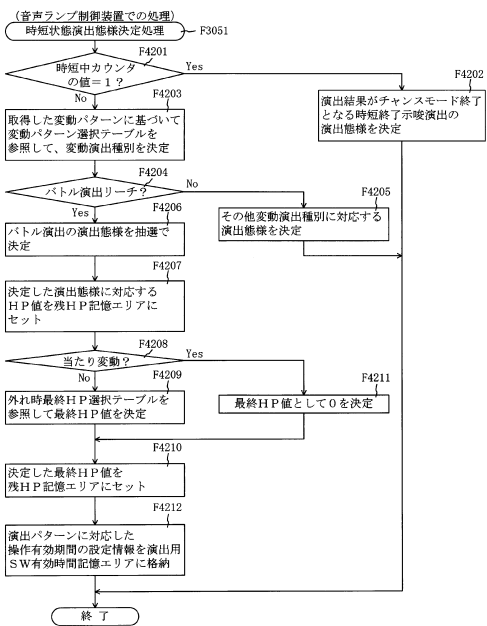 (音声ランプ制御装置での処理)
時短状態演出態様決定処理
F3051
F4201
時短中カウンタ
の値=1?
Yes
No
F4202
演出結果がチャンスモード終了
となる時短終了示唆演出の
演出態様を決定
F4203
取得した変動パターンに基づいて
変動パターン選択テーブルを
参照して、変動演出種別を決定
F4204
バトル演出リーチ?
No
Yes
F4205
その他変動演出種別に対応する
演出態様を決定
F4206
バトル演出の演出態様を抽選で
決定
F4207
決定した演出態様に対応する
HP値を残HP記憶エリアに
セット
F4208
当たり変動?
Yes
No
F4209
外れ時最終HP選択テーブルを
参照して最終HP値を決定
F4211
最終HP値として0を決定
F4210
決定した最終HP値を
残HP記憶エリアにセット
F4212
演出パターンに対応した
操作有効期間の設定情報を演出用
SW有効時間記憶エリアに格納
終了